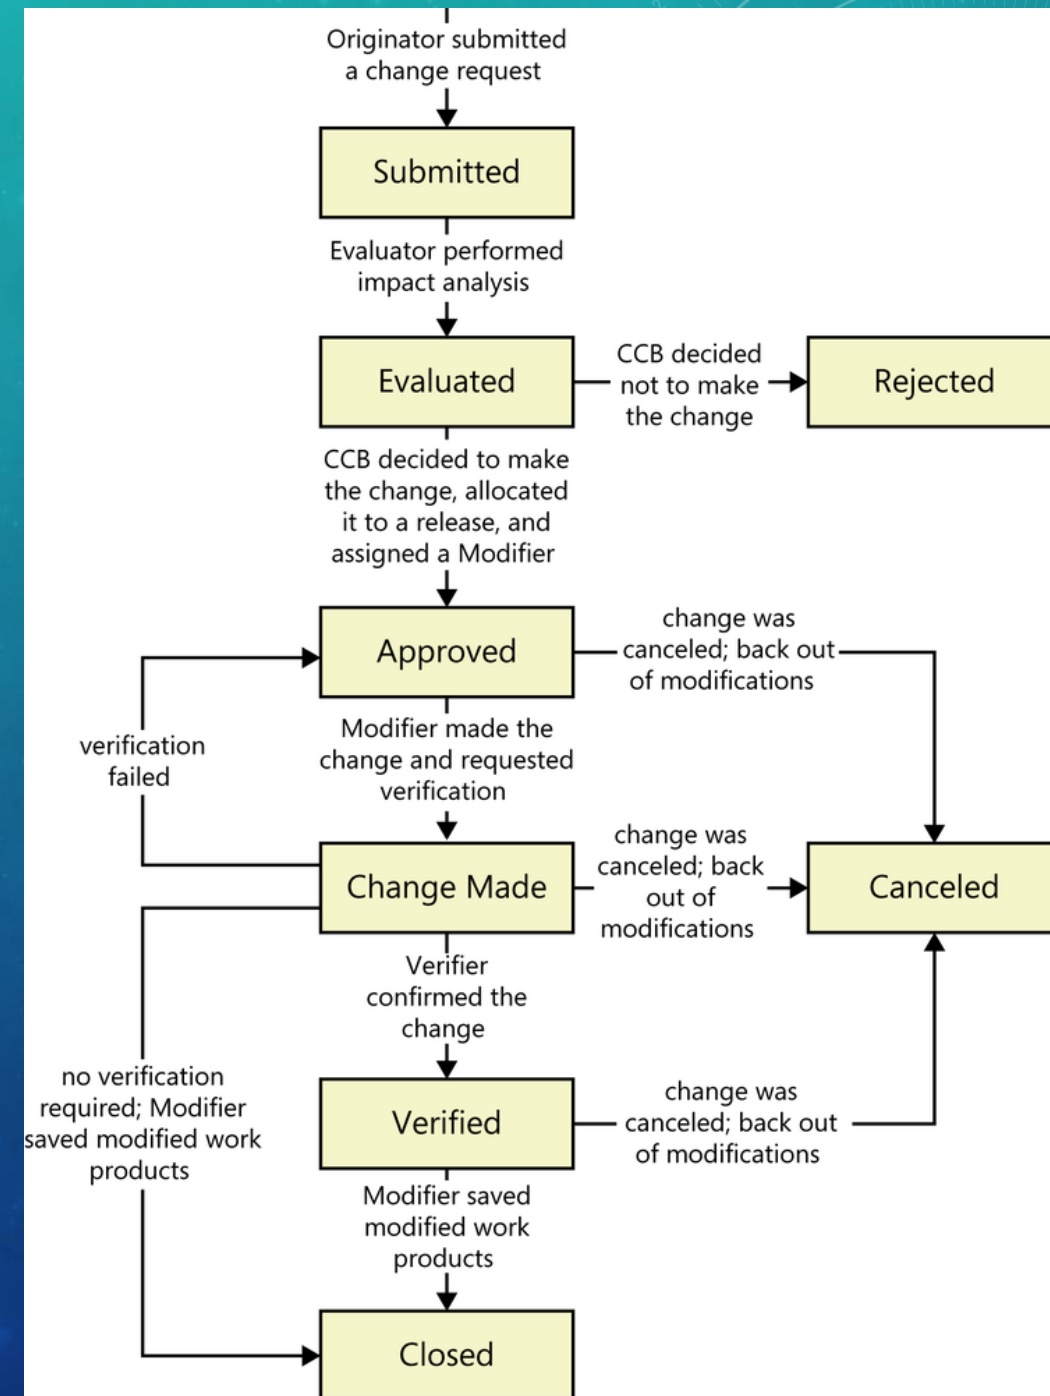 Originator submitted
a change request
Submitted
Evaluator performed
impact analysis
Evaluated
CCB decided
not to make
the change
Rejected
CCB decided to make
the change, allocated
it to a release, and
assigned a Modifier
Approved
change was
canceled; back out
of modifications
verification
failed
Modifier made the
change and requested
verification
Change Made
change was
canceled; back
out of
modifications
Canceled
Verifier
confirmed the
change
no verification
required; Modifier
saved modified work
products
Verified
change was
canceled; back out
of modifications
Modifier saved
modified work
products
Closed